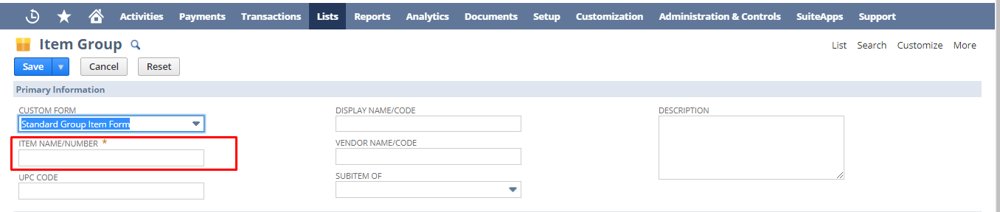 Activities Payments Transactions Lists Reports Analytics Documents Setup Customization Administration & Controls SuiteApps Support
Item Group
List Search Customize More
Save Cancel Reset
Primary Information
CUSTOM FORM
Standard Group Item Form
ITEM NAME/NUMBER *
UPC CODE
DISPLAY NAME/CODE
VENDOR NAME/CODE
SUBITEM OF
DESCRIPTION